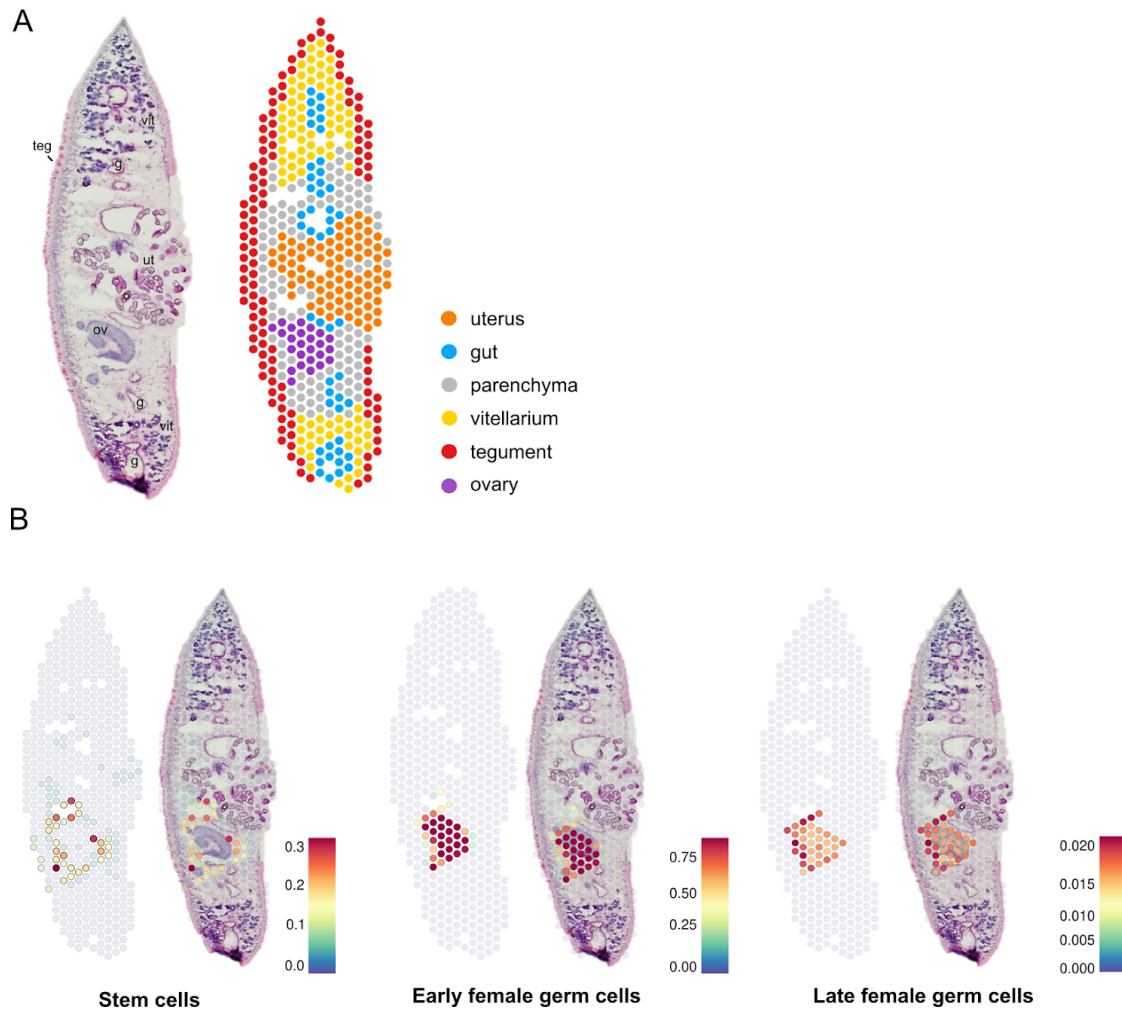 A
vit
teg
g
ut
ov
g
vit
g
uterus
gut
parenchyma
vitellarium
tegument
ovary
B
0.3
0.2
0.1
0.0
0.75
0.50
0.25
0.00
0.020
0.015
0.010
0.005
0.000
Stem cells
Early female germ cells
Late female germ cells